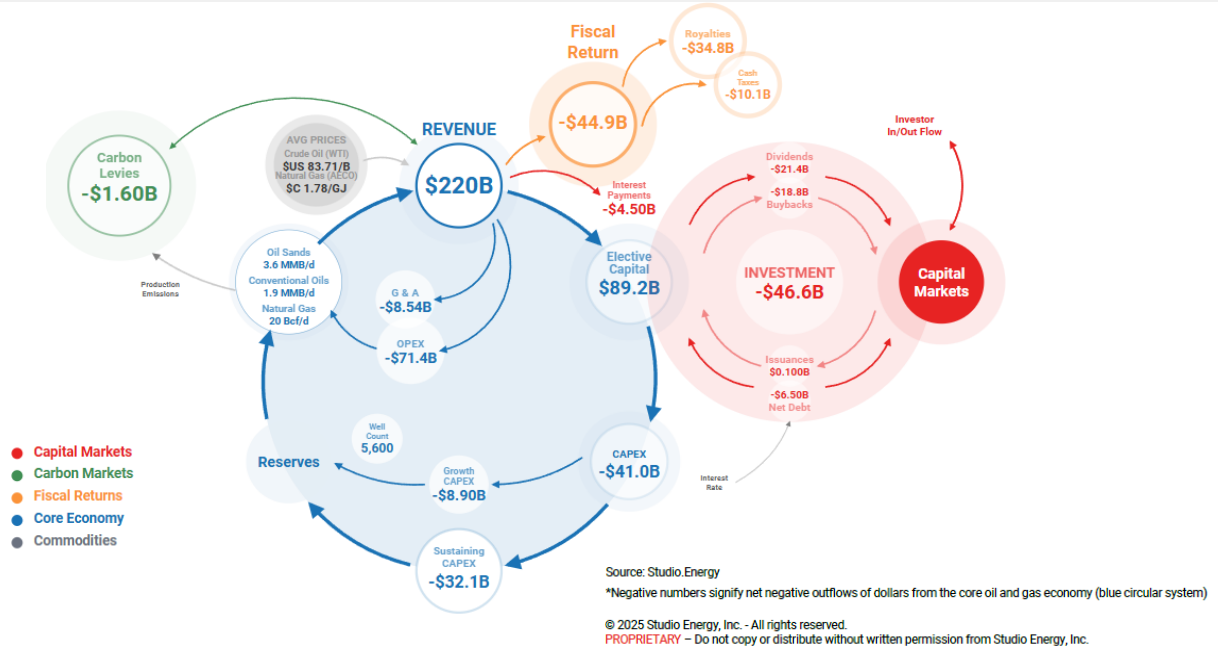 Fiscal
Return
Royalties
-$34.8B
Cash
Taxes
-$10.1B
-$44.9B
REVENUE
$220B
AVG PRICES
Crude Oil (WTI)
$US 83.71/B
Natural Gas (AECO)
$C 1.78/GJ
Carbon
Levies
-$1.60B
Production
Emissions
Oil Sands
3.6 MMB/d
Conventional Oils
1.9 MMB/d
Natural Gas
20 Bcf/d
G & A
-$8.54B
OPEX
-$71.4B
Interest
Payments
-$4.50B
Elective
Capital
$89.2B
Dividends
-$21.4B
-$18.8B
Buybacks
INVESTMENT
-$46.6B
Issuances
$0.100B
-$6.50B
Net Debt
Investor
In/Out Flow
Capital
Markets
Interest
Rate
CAPEX
-$41.0B
Well
Count
5,600
Growth
CAPEX
-$8.90B
Reserves
Sustaining
CAPEX
-$32.1B
Capital Markets
Carbon Markets
Fiscal Returns
Core Economy
Commodities
Source: Studio.Energy
*Negative numbers signify net negative outflows of dollars from the core oil and gas economy (blue circular system)
© 2025 Studio Energy, Inc. - All rights reserved.
PROPRIETARY – Do not copy or distribute without written permission from Studio Energy, Inc.